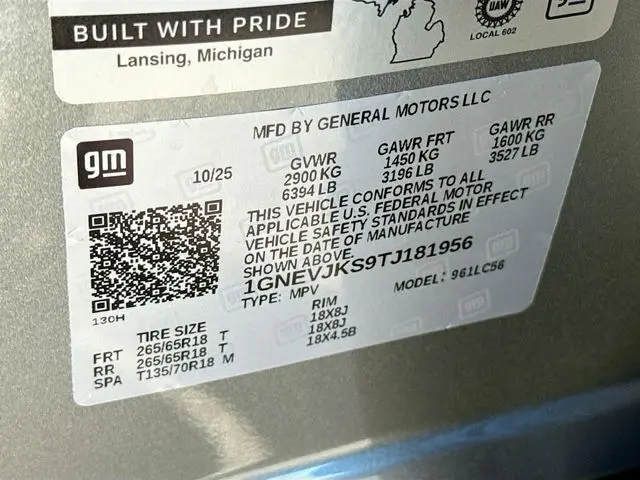 BUILT WITH PRIDE
Lansing, Michigan
UAW
LOCAL 602
gm
MFD BY GENERAL MOTORS LLC
10/25
GVWR
2900 KG
6394 LB
GAWR FRT
1450 KG
3196 LB
GAWR RR
1600 KG
3527 LB
THIS VEHICLE CONFORMS TO ALL
APPLICABLE U.S. FEDERAL MOTOR
VEHICLE SAFETY STANDARDS IN EFFECT
ON THE DATE OF MANUFACTURE
SHOWN ABOVE.
1GNEVJKS9TJ181956
TYPE: MPV
MODEL: 961LC56
130H
TIRE SIZE RIM
FRT 265/65R18 T 18X8J
RR 265/65R18 T 18X8J
SPA T135/70R18 M 18X4.5B